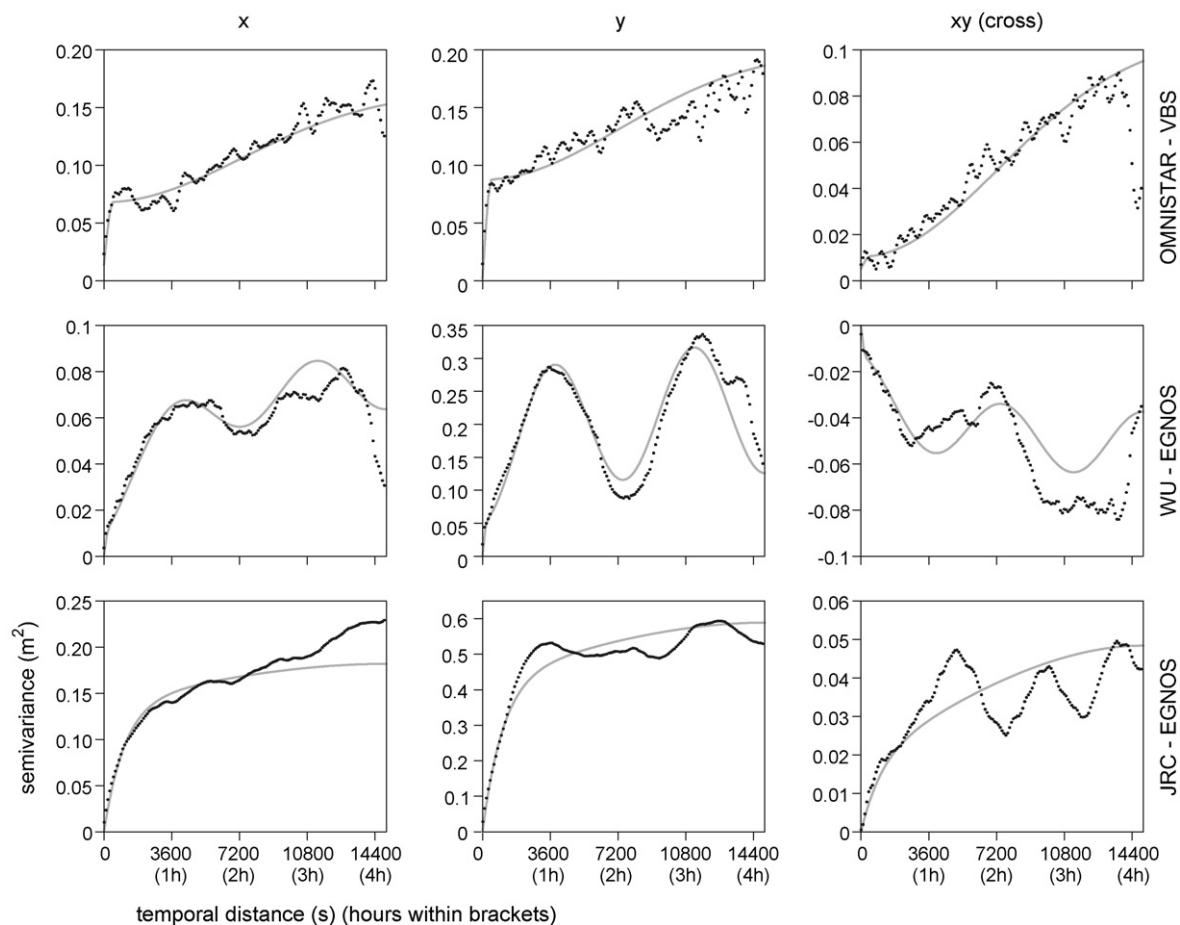 x y xy (cross)
0.20 0.20 0.1
0.15 0.15 0.08
0.06
0.10 0.10
0.04
0.05 0.05
0.02
0 0 0
OMNISTAR - VBS
0.1 0.35 0
0.30
0.08 -0.02
0.25
0.06 0.20 -0.04
0.04 0.15 -0.06
0.10
0.02 -0.08
0.05
0 0 -0.1
WU - EGNOS
0.25 0.06
0.6
0.20 0.05
0.5
0.04
0.15 0.4
0.03
0.10 0.3
0.2 0.02
0.05
0.1 0.01
0 0 0
JRC - EGNOS
semivariance (m²)
0 3600 7200 10800 14400 0 3600 7200 10800 14400 0 3600 7200 10800 14400
(1h) (2h) (3h) (4h) (1h) (2h) (3h) (4h) (1h) (2h) (3h) (4h)
temporal distance (s) (hours within brackets)